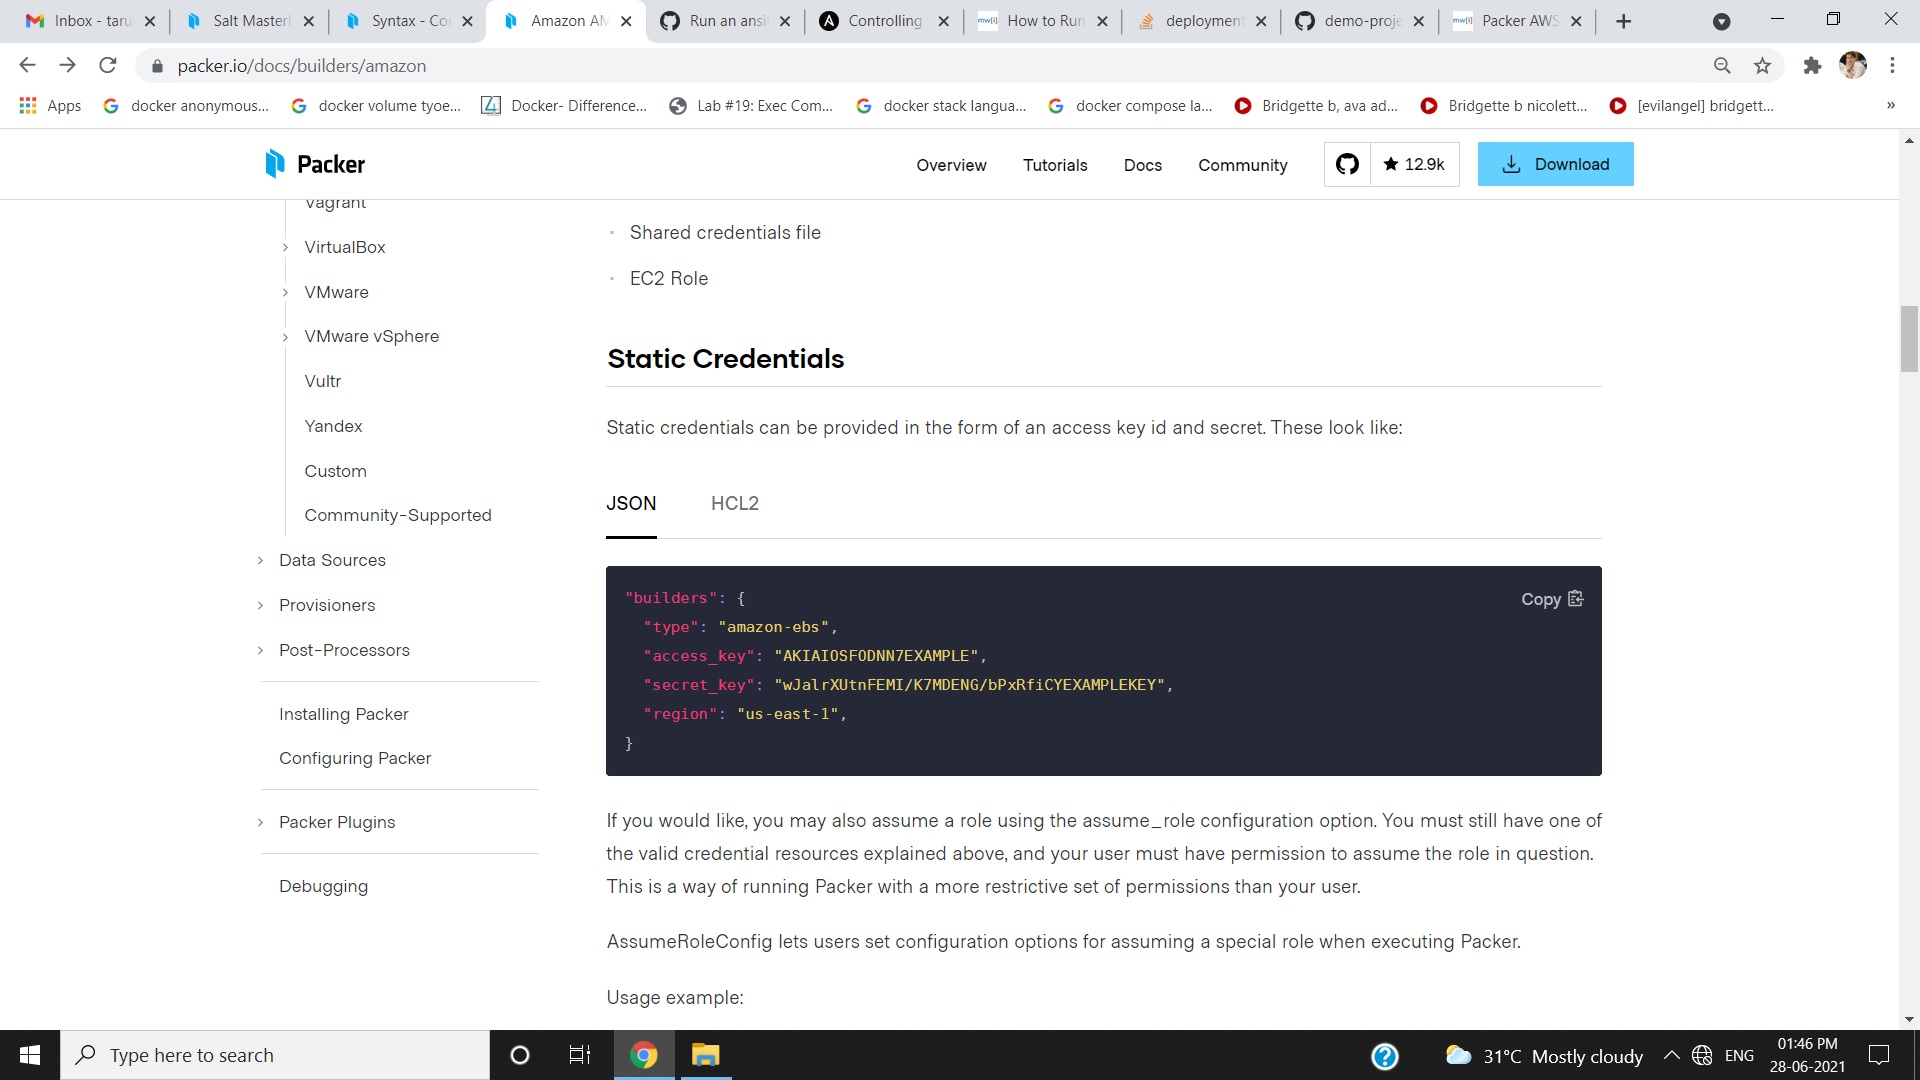 Inbox - taru
Salt Masterl
Syntax - Co
Amazon AM
Run an ansi
Controlling
How to Run
deployment
demo-proje
Packer AWS
packer.io/docs/builders/amazon
Apps
docker anonymous...
docker volume tyoe...
Docker- Difference...
Lab #19: Exec Com...
docker stack langua...
docker compose la...
Bridgette b, ava ad...
Bridgette b nicolett...
[evilangel] bridgett...
»
Packer
Overview
Tutorials
Docs
Community
12.9k
Download
Vagrant
VirtualBox
VMware
VMware vSphere
Vultr
Yandex
Custom
Community-Supported
Data Sources
Provisioners
Post-Processors
Installing Packer
Configuring Packer
Packer Plugins
Debugging
Shared credentials file
EC2 Role
Static Credentials
Static credentials can be provided in the form of an access key id and secret. These look like:
JSON HCL2
Copy
"builders": {
"type": "amazon-ebs",
"access_key": "AKIAIOSFODNN7EXAMPLE",
"secret_key": "wJalrXUtnFEMI/K7MDENG/bPxRfiCYEXAMPLEKEY",
"region": "us-east-1",
}
If you would like, you may also assume a role using the assume_role configuration option. You must still have one of
the valid credential resources explained above, and your user must have permission to assume the role in question.
This is a way of running Packer with a more restrictive set of permissions than your user.
AssumeRoleConfig lets users set configuration options for assuming a special role when executing Packer.
Usage example:
Type here to search
31°C Mostly cloudy
ENG
01:46 PM
28-06-2021